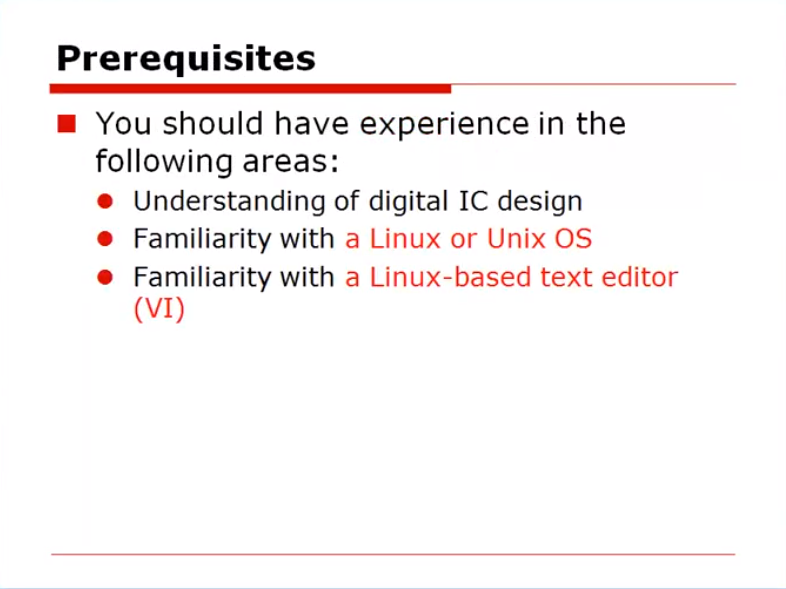 Prerequisites
You should have experience in the
following areas:
Understanding of digital IC design
Familiarity with a Linux or Unix OS
Familiarity with a Linux-based text editor
(VI)